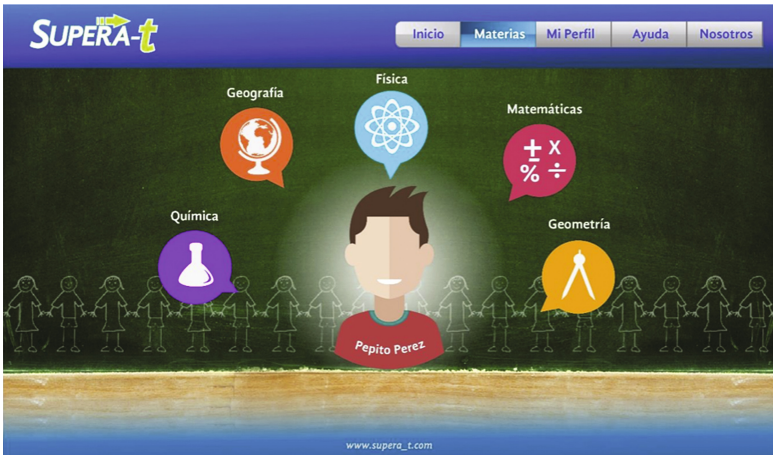 SUPERA-t
Inicio Materias Mi Perfil Ayuda Nosotros
Física
Geografía
Matemáticas
+ x
% ÷
Química
Geometría
Pepito Perez
www.supera_t.com